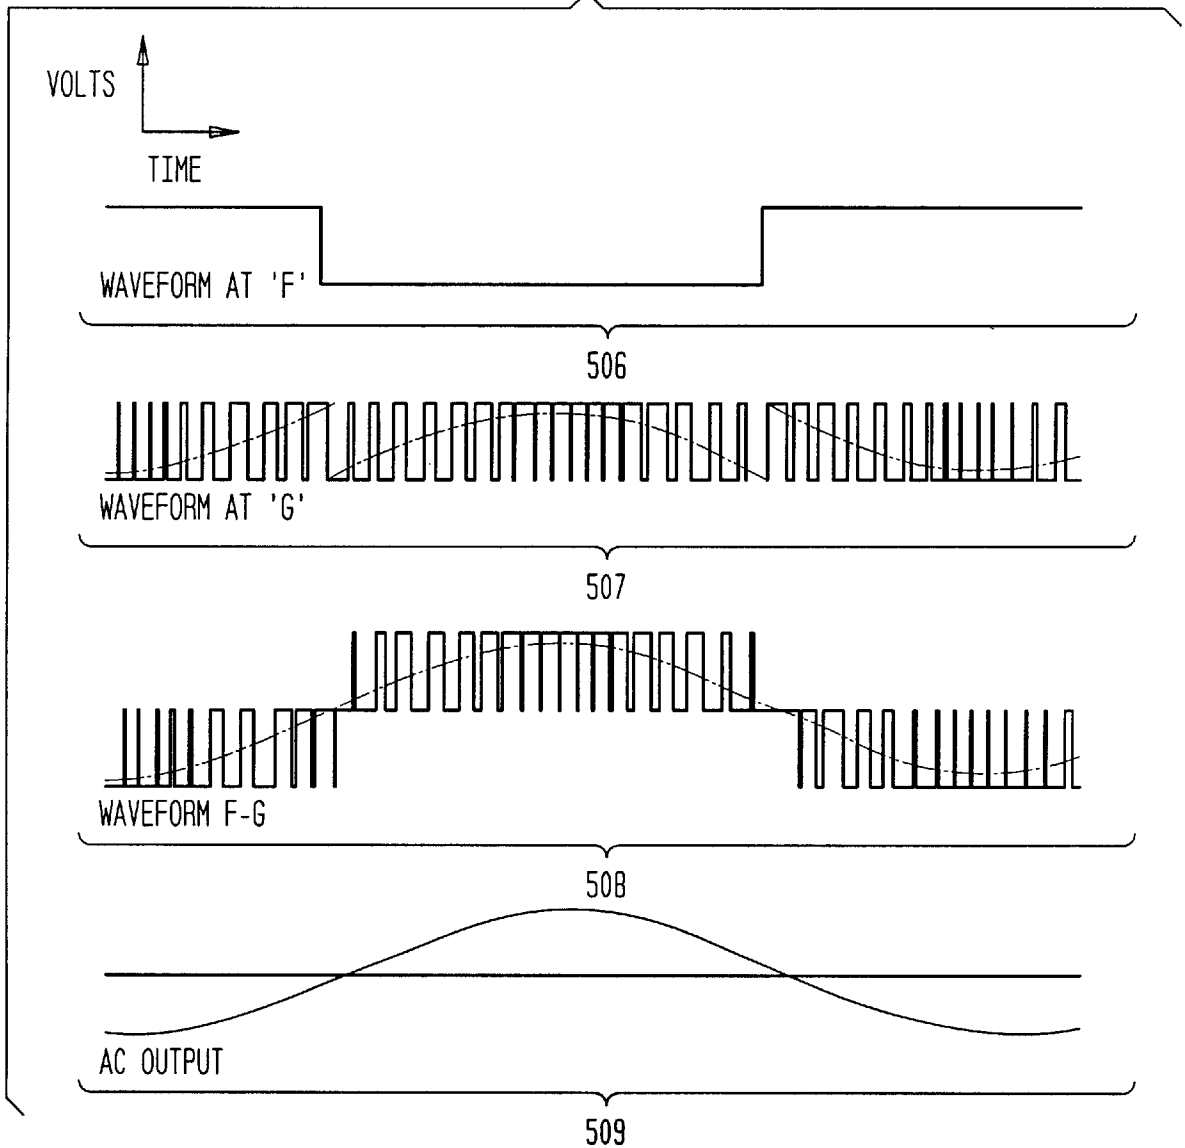 VOLTS
TIME
WAVEFORM AT 'F'
506
WAVEFORM AT 'G'
507
WAVEFORM F-G
508
AC OUTPUT
509